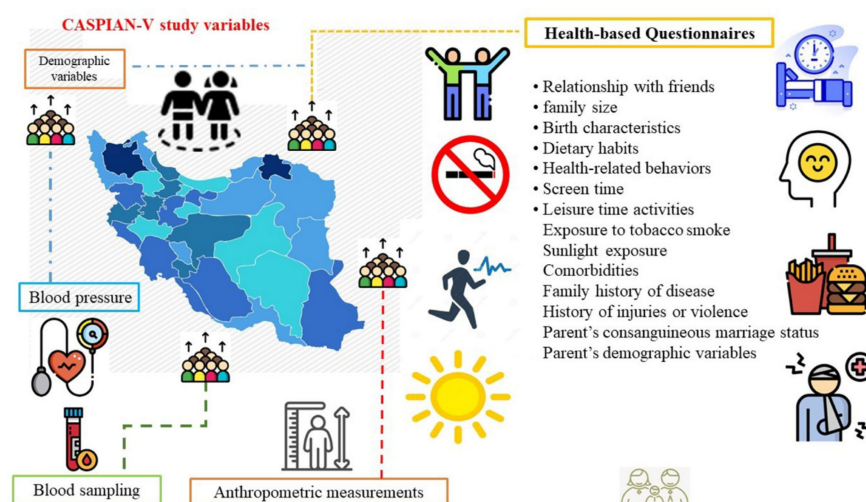 CASPIAN-V study variables
Demographic
variables
Blood pressure
Blood sampling
Anthropometric measurements
Health-based Questionnaires
• Relationship with friends
• family size
• Birth characteristics
• Dietary habits
• Health-related behaviors
• Screen time
• Leisure time activities
Exposure to tobacco smoke
Sunlight exposure
Comorbidities
Family history of disease
History of injuries or violence
Parent's consanguineous marriage status
Parent's demographic variables